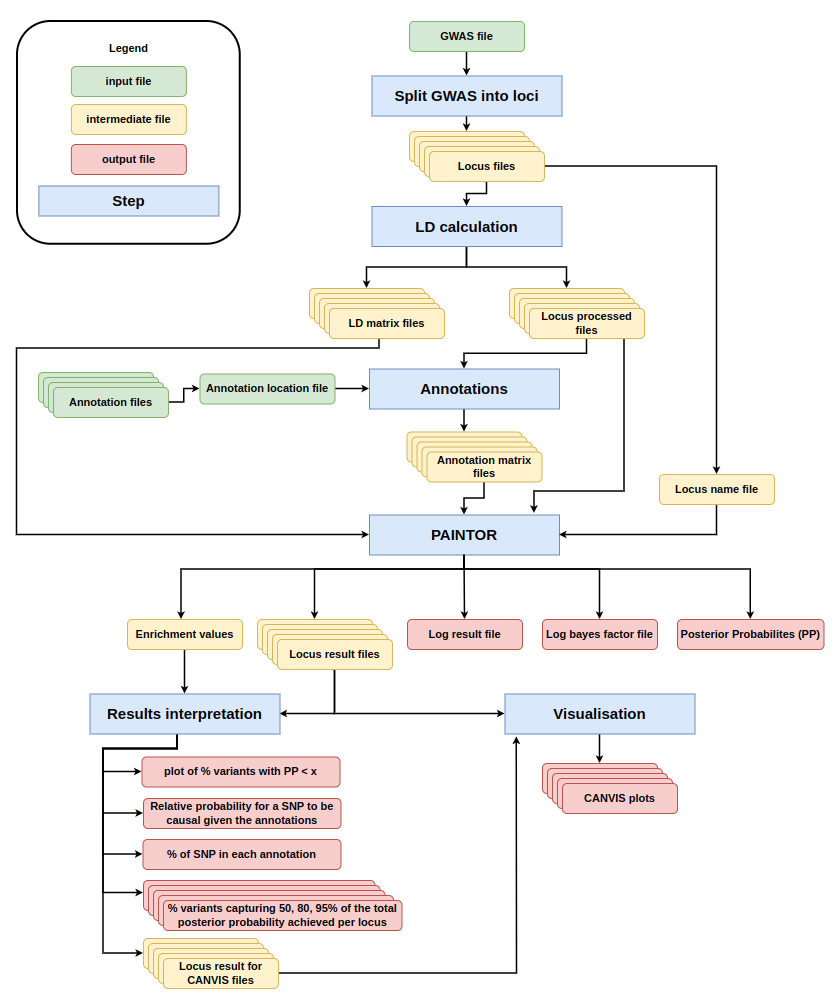 Legend
input file
intermediate file
output file
Step
GWAS file
Split GWAS into loci
Locus files
LD calculation
LD matrix files
Locus processed
files
Annotation files
Annotation location file
Annotations
Annotation matrix
files
Locus name file
PAINTOR
Enrichment values
Locus result files
Log result file
Log bayes factor file
Posterior Probabilites (PP)
Results interpretation
Visualisation
plot of % variants with PP < x
Relative probability for a SNP to be
causal given the annotations
% of SNP in each annotation
% variants capturing 50, 80, 95% of the total
posterior probability achieved per locus
Locus result for
CANVIS files
CANVIS plots